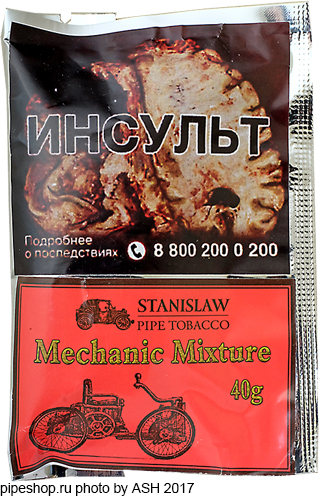 ИНСУЛЬТ
Подробнее
о последствиях 8 800 200 0 200
STANISLAW
PIPE TOBACCO
Mechanic Mixture
40g
pipeshop.ru photo by ASH 2017